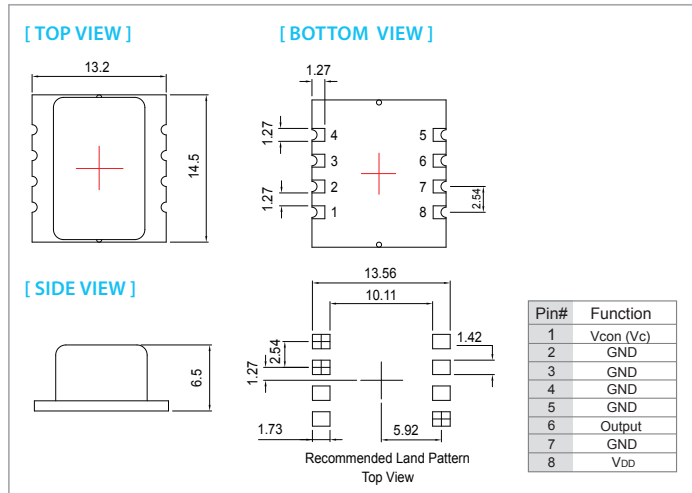 [ TOP VIEW ]
[ BOTTOM VIEW ]
13.2
14.5
1.27
1.27
1.27
4
3
2
1
5
6
7
8
2.54
[ SIDE VIEW ]
6.5
13.56
10.11
2.54
1.27
1.42
1.73
5.92
Recommended Land Pattern
Top View
Pin# Function
1 Vcon (Vc)
2 GND
3 GND
4 GND
5 GND
6 Output
7 GND
8 VDD